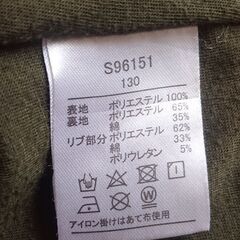 S96151
130
表地 ポリエステル 100%
裏地 ポリエステル 65%
綿 35%
リブ部分 綿 62%
ポリエステル 33%
ポリウレタン 5%
アイロン掛けはあて布使用